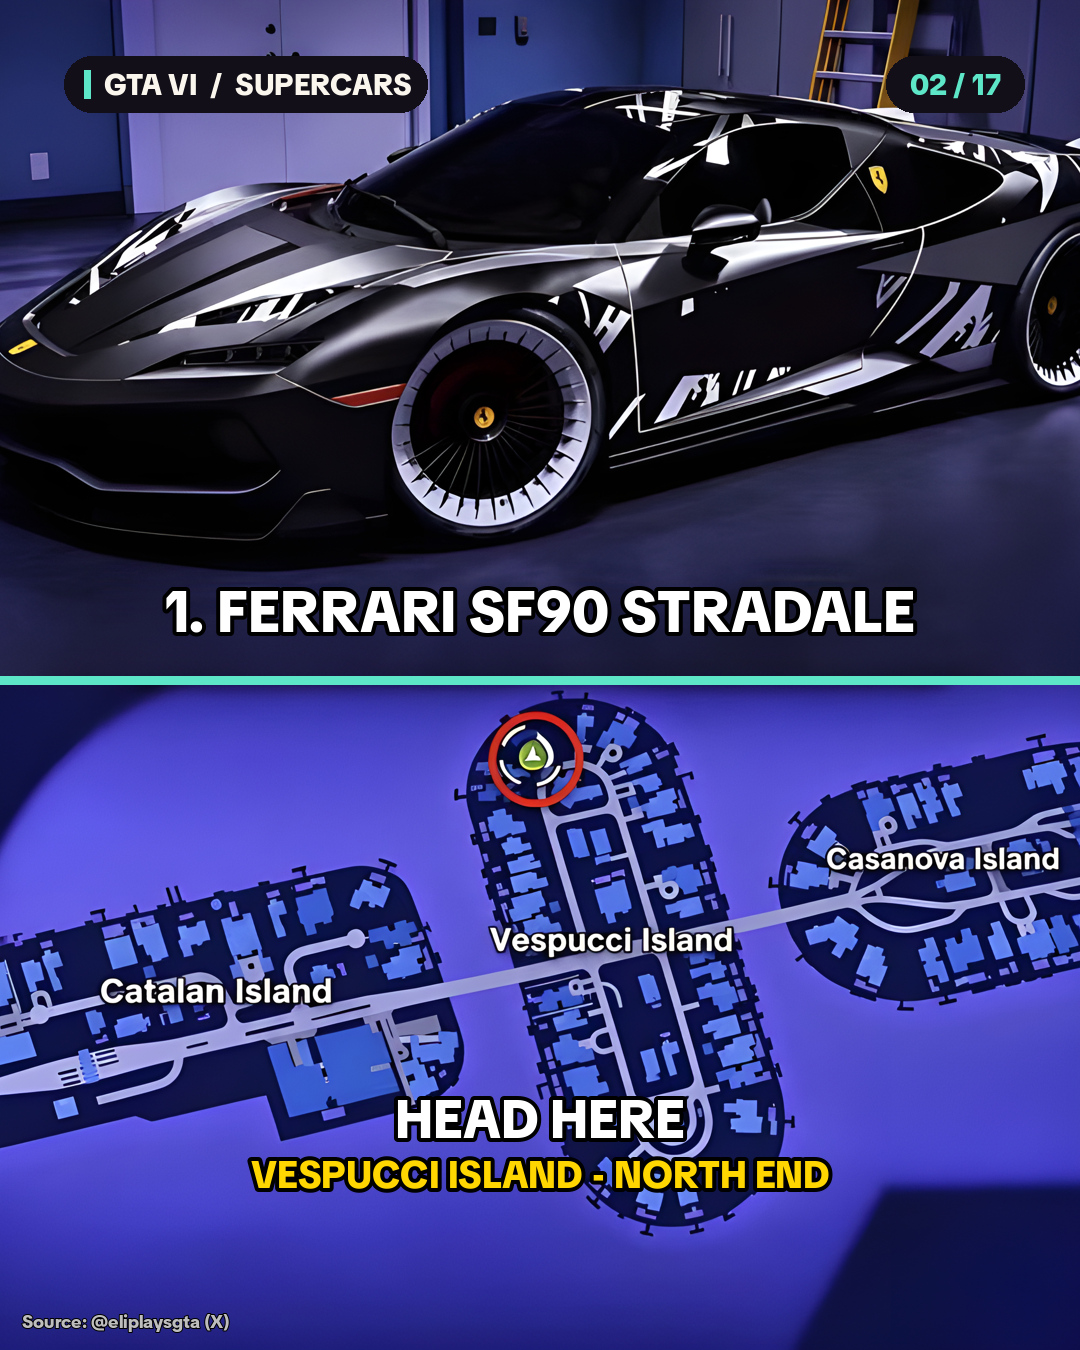 GTA VI / SUPERCARS
02 / 17
1. FERRARI SF90 STRADALE
Casanova Island
Vespucci Island
Catalan Island
HEAD HERE
VESPUCCI ISLAND - NORTH END
Source: @eliplaysgta (X)